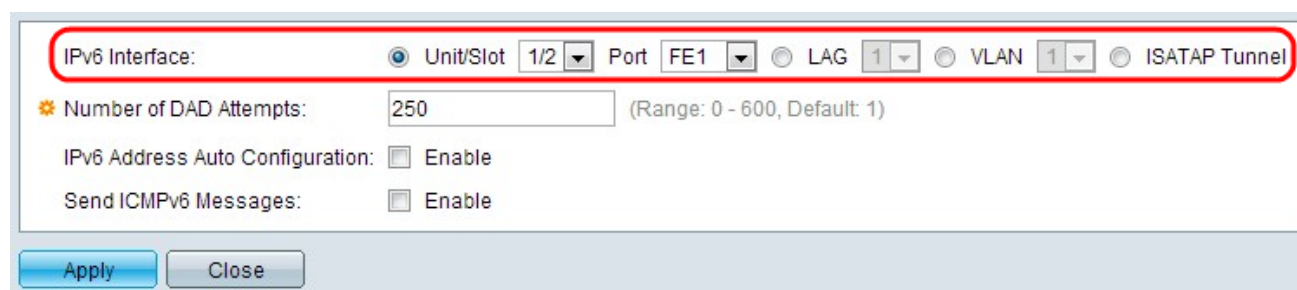 IPv6 Interface: Unit/Slot 1/2 Port FE1 LAG 1 VLAN 1 ISATAP Tunnel
Number of DAD Attempts: 250 (Range: 0 - 600, Default: 1)
IPv6 Address Auto Configuration: Enable
Send ICMPv6 Messages: Enable
Apply Close